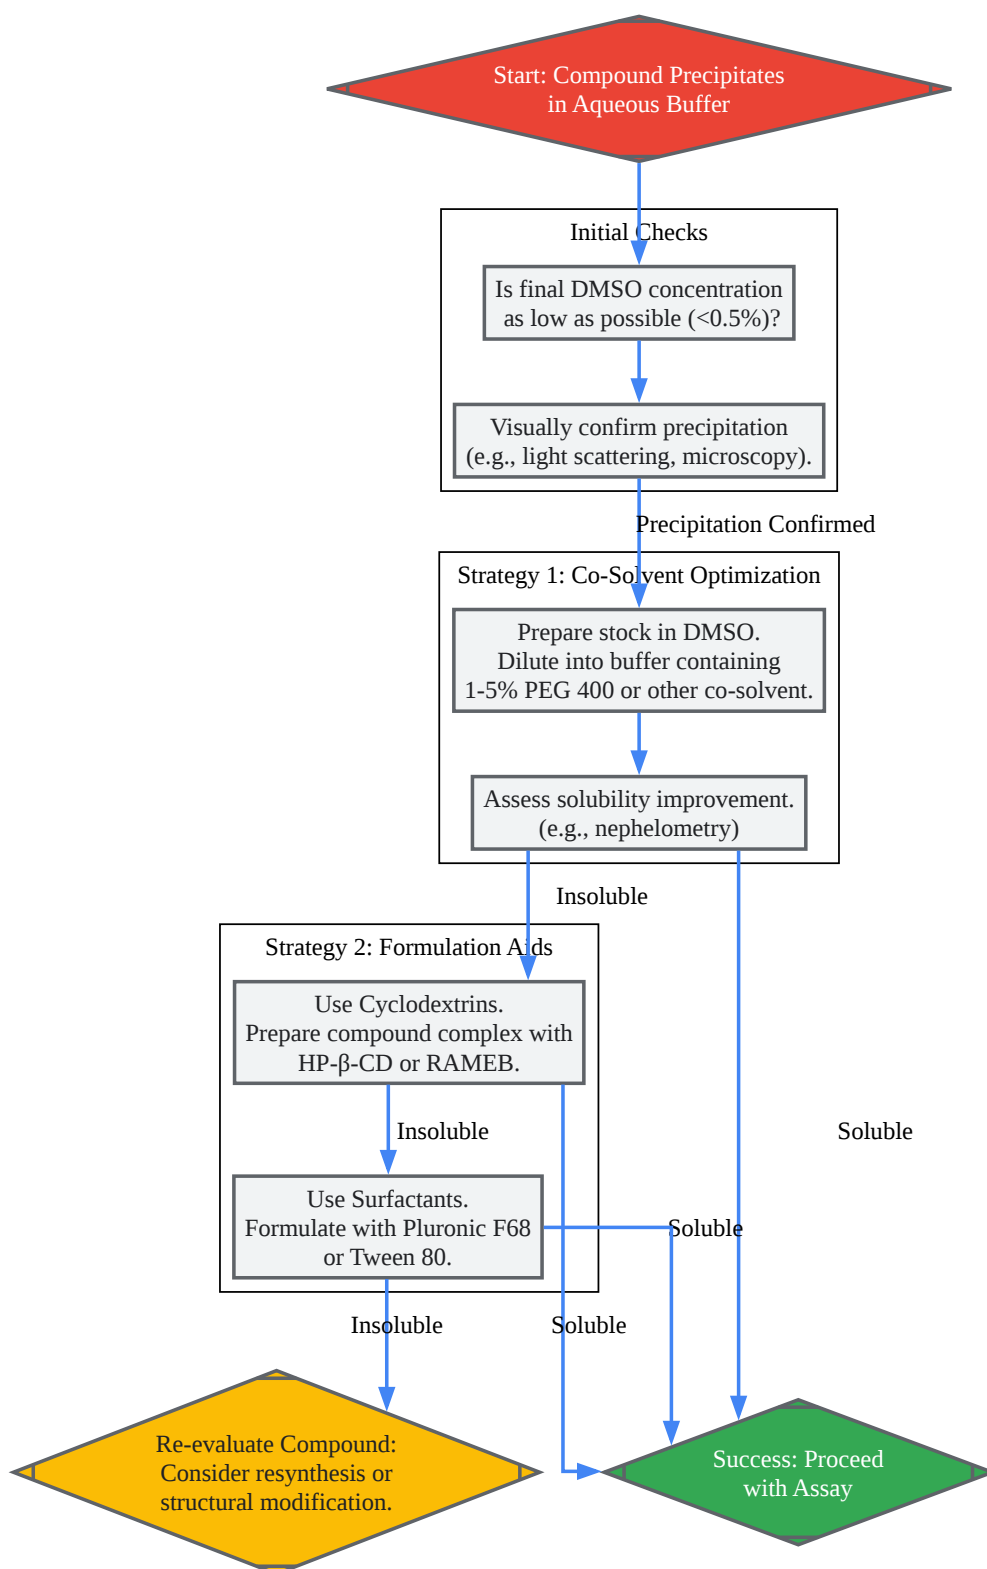 Start: Compound Precipitates
in Aqueous Buffer
Initial Checks
Is final DMSO concentration
as low as possible (<0.5%)?
Visually confirm precipitation
(e.g., light scattering, microscopy).
Precipitation Confirmed
Strategy 1: Co-Solvent Optimization
Prepare stock in DMSO.
Dilute into buffer containing
1-5% PEG 400 or other co-solvent.
Assess solubility improvement.
(e.g., nephelometry)
Insoluble
Strategy 2: Formulation Aids
Use Cyclodextrins.
Prepare compound complex with
HP-β-CD or RAMEB.
Insoluble
Soluble
Use Surfactants.
Formulate with Pluronic F68
or Tween 80.
Soluble
Insoluble
Soluble
Re-evaluate Compound:
Consider resynthesis or
structural modification.
Success: Proceed
with Assay